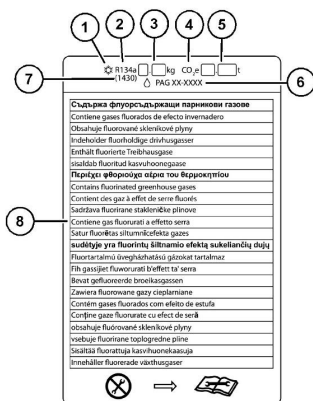 1 2 3 4 5
R134a . kg CO₂e . t
7 (1430) PAG XX-XXXX 6
Съдържа флуорсъдържащи парникови газове
Contiene gases fluorados de efecto invernadero
Obsahuje fluorované skleníkové plyny
Indeholder fluorholdige drivhusgasser
Enthält fluorierte Treibhausgase
sisaldab fluoritud kasvuhoonegaase
Περιέχει φθοριούχα αέρια του θερμοκηπίου
Contains fluorinated greenhouse gases
Contient des gaz à effet de serre fluorés
Sadržava fluorirane stakleničke plinove
Contiene gas fluorurati a effetto serra
8 Satur fluorētas siltumnīcefekta gazes
sudėtyje yra fluorintų šiltnamio efektą sukeliančių dujų
Fluortartalmú üvegházhatású gázokat tartalmaz
Fih gassijiet fluworurati b'effett ta' serra
Bevat gefluoreerde broeikasgassen
Zawiera fluorowane gazy cieplarniane
Contém gases fluorados com efeito de estufa
Conține gaze fluorurate cu efect de seră
obsahuje fluórované skleníkové plyny
vsebuje fluorirane toplogredne pline
Sisältää fluorattuja kasvihuonekaasuja
Innehåller fluorerade växthusgaser